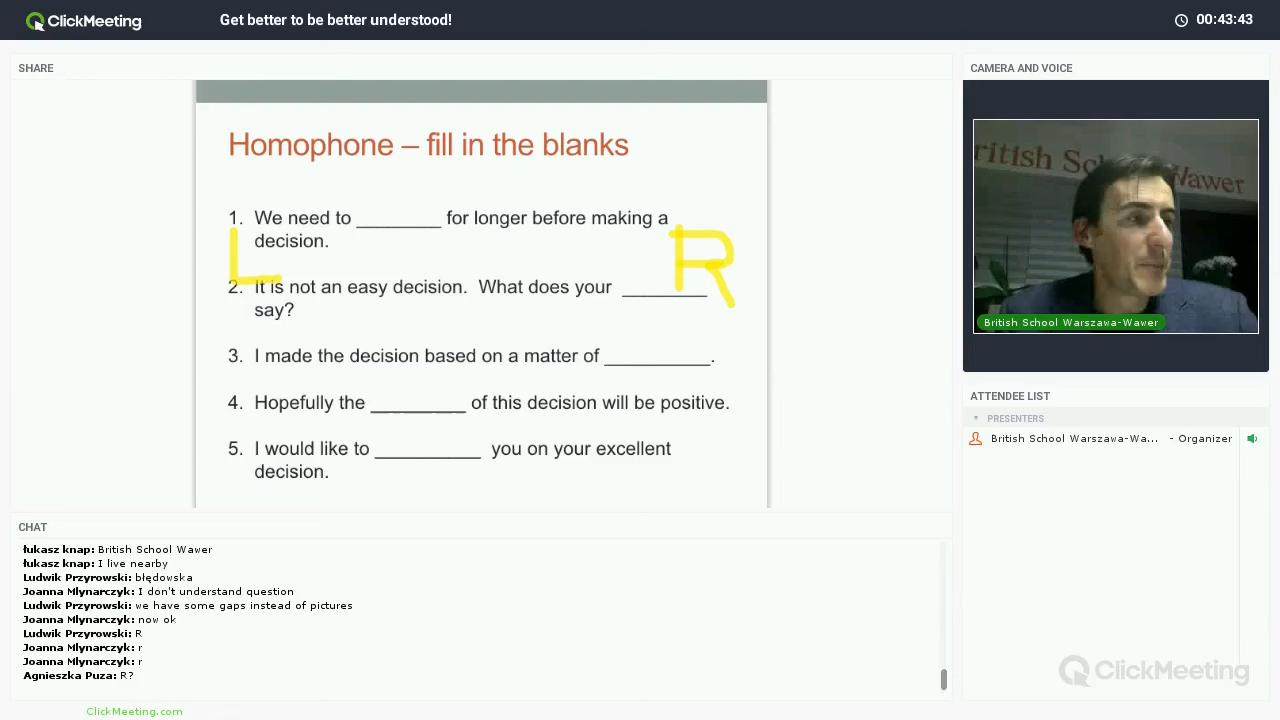 ClickMeeting
Get better to be better understood!
00:43:43
SHARE
Homophone – fill in the blanks
1. We need to ________ for longer before making a
decision.
L
R
2. It is not an easy decision. What does your ________
say?
3. I made the decision based on a matter of __________.
4. Hopefully the _________ of this decision will be positive.
5. I would like to __________ you on your excellent
decision.
CHAT
łukasz knap: British School Wawer
łukasz knap: I live nearby
Ludwik Przyrowski: błędowska
Joanna Mlynarczyk: I don't understand question
Ludwik Przyrowski: we have some gaps instead of pictures
Joanna Mlynarczyk: now ok
Ludwik Przyrowski: R
Joanna Mlynarczyk: r
Joanna Mlynarczyk: r
Agnieszka Puza: R?
ClickMeeting.com
CAMERA AND VOICE
ritish Sc Wawer
British School Warszawa-Wawer
ATTENDEE LIST
PRESENTERS
British School Warszawa-Wa... - Organizer
ClickMeeting